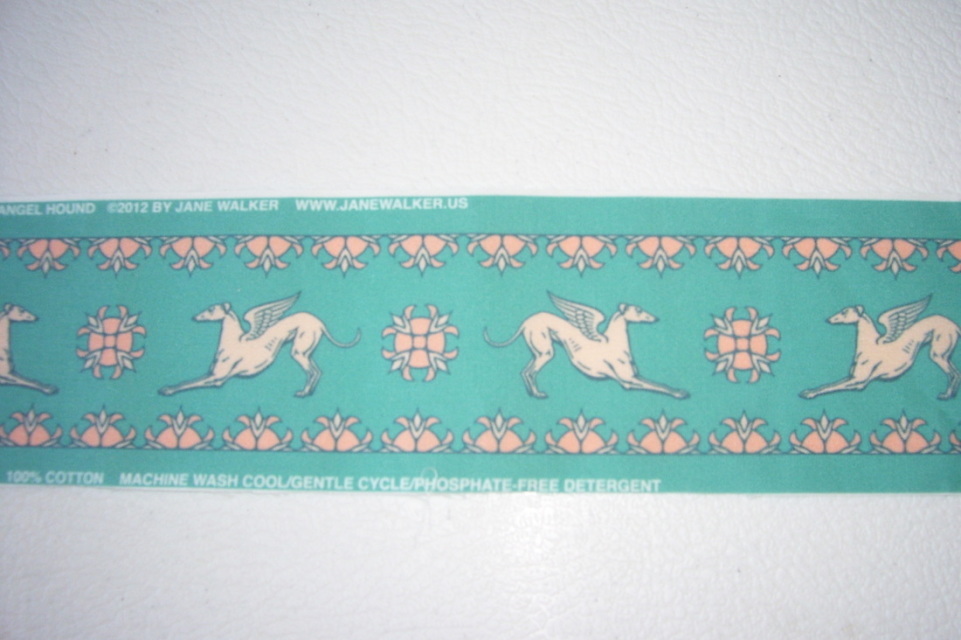 ANGEL HOUND ©2012 BY JANE WALKER WWW.JANEWALKER.US
100% COTTON MACHINE WASH COOL/GENTLE CYCLE/PHOSPHATE-FREE DETERGENT